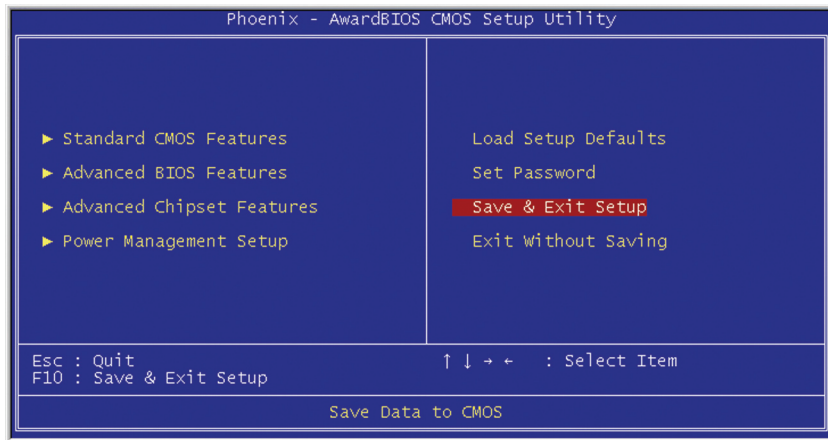 Phoenix - AwardBIOS CMOS Setup Utility
► Standard CMOS Features
► Advanced BIOS Features
► Advanced Chipset Features
► Power Management Setup
Load Setup Defaults
Set Password
Save & Exit Setup
Exit Without Saving
Esc : Quit
F10 : Save & Exit Setup
↑ ↓ → ← : Select Item
Save Data to CMOS